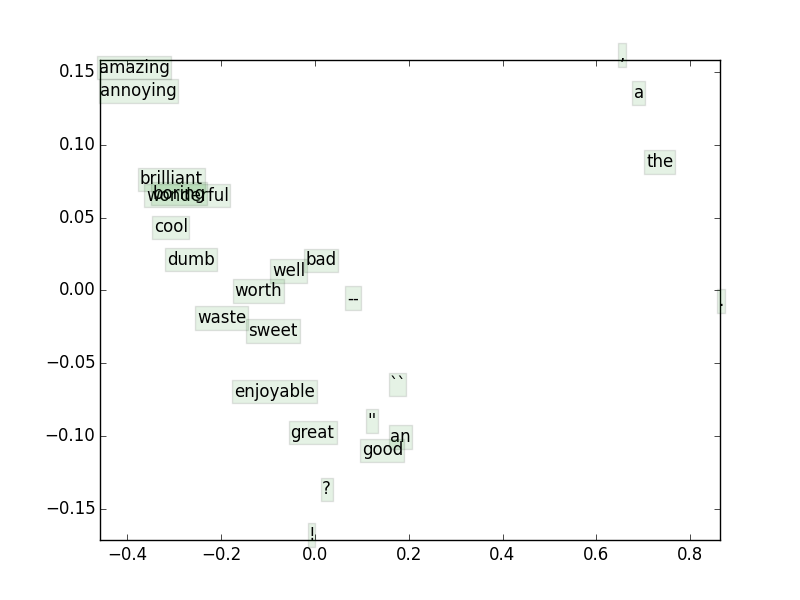 ,
0.15
amazing
annoying
a
0.10
the
brilliant
boring
wonderful
0.05
cool
dumb
bad
well
0.00
worth
--
.
waste
sweet
−0.05
enjoyable
``
"
great
an
−0.10
good
?
−0.15
!
−0.4 −0.2 0.0 0.2 0.4 0.6 0.8